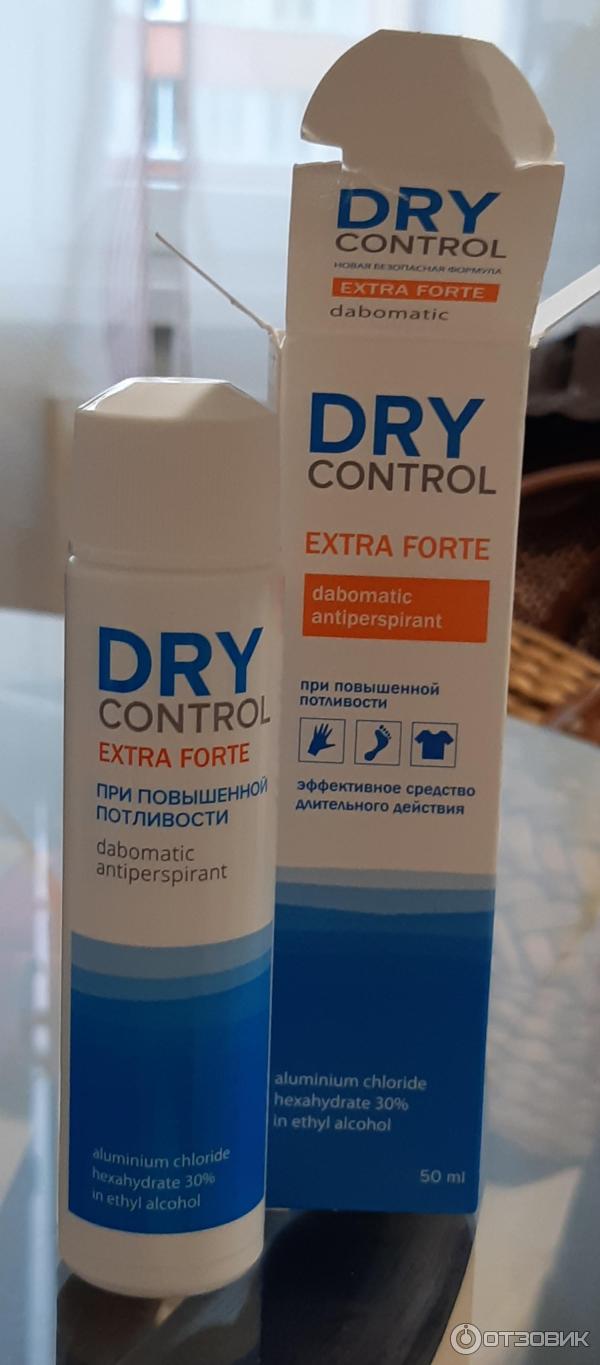 DRY
CONTROL
НОВАЯ БЕЗОПАСНАЯ ФОРМУЛА
EXTRA FORTE
dabomatic
DRY
CONTROL
EXTRA FORTE
dabomatic
antiperspirant
при повышенной
потливости
эффективное средство
длительного действия
aluminium chloride
hexahydrate 30%
in ethyl alcohol
50 ml
DRY
CONTROL
EXTRA FORTE
ПРИ ПОВЫШЕННОЙ
ПОТЛИВОСТИ
dabomatic
antiperspirant
aluminium chloride
hexahydrate 30%
in ethyl alcohol
ОТЗОВИК